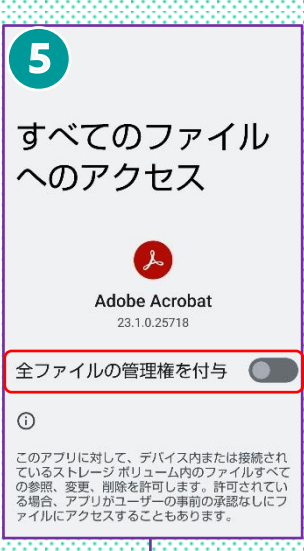 5
すべてのファイル
へのアクセス
Adobe Acrobat
23.1.0.25718
全ファイルの管理権を付与
このアプリに対して、デバイス内または接続され
ているストレージ ボリューム内のファイルすべて
の参照、変更、削除を許可します。許可されてい
る場合、アプリがユーザーの事前の承認なしにフ
ァイルにアクセスすることもあります。